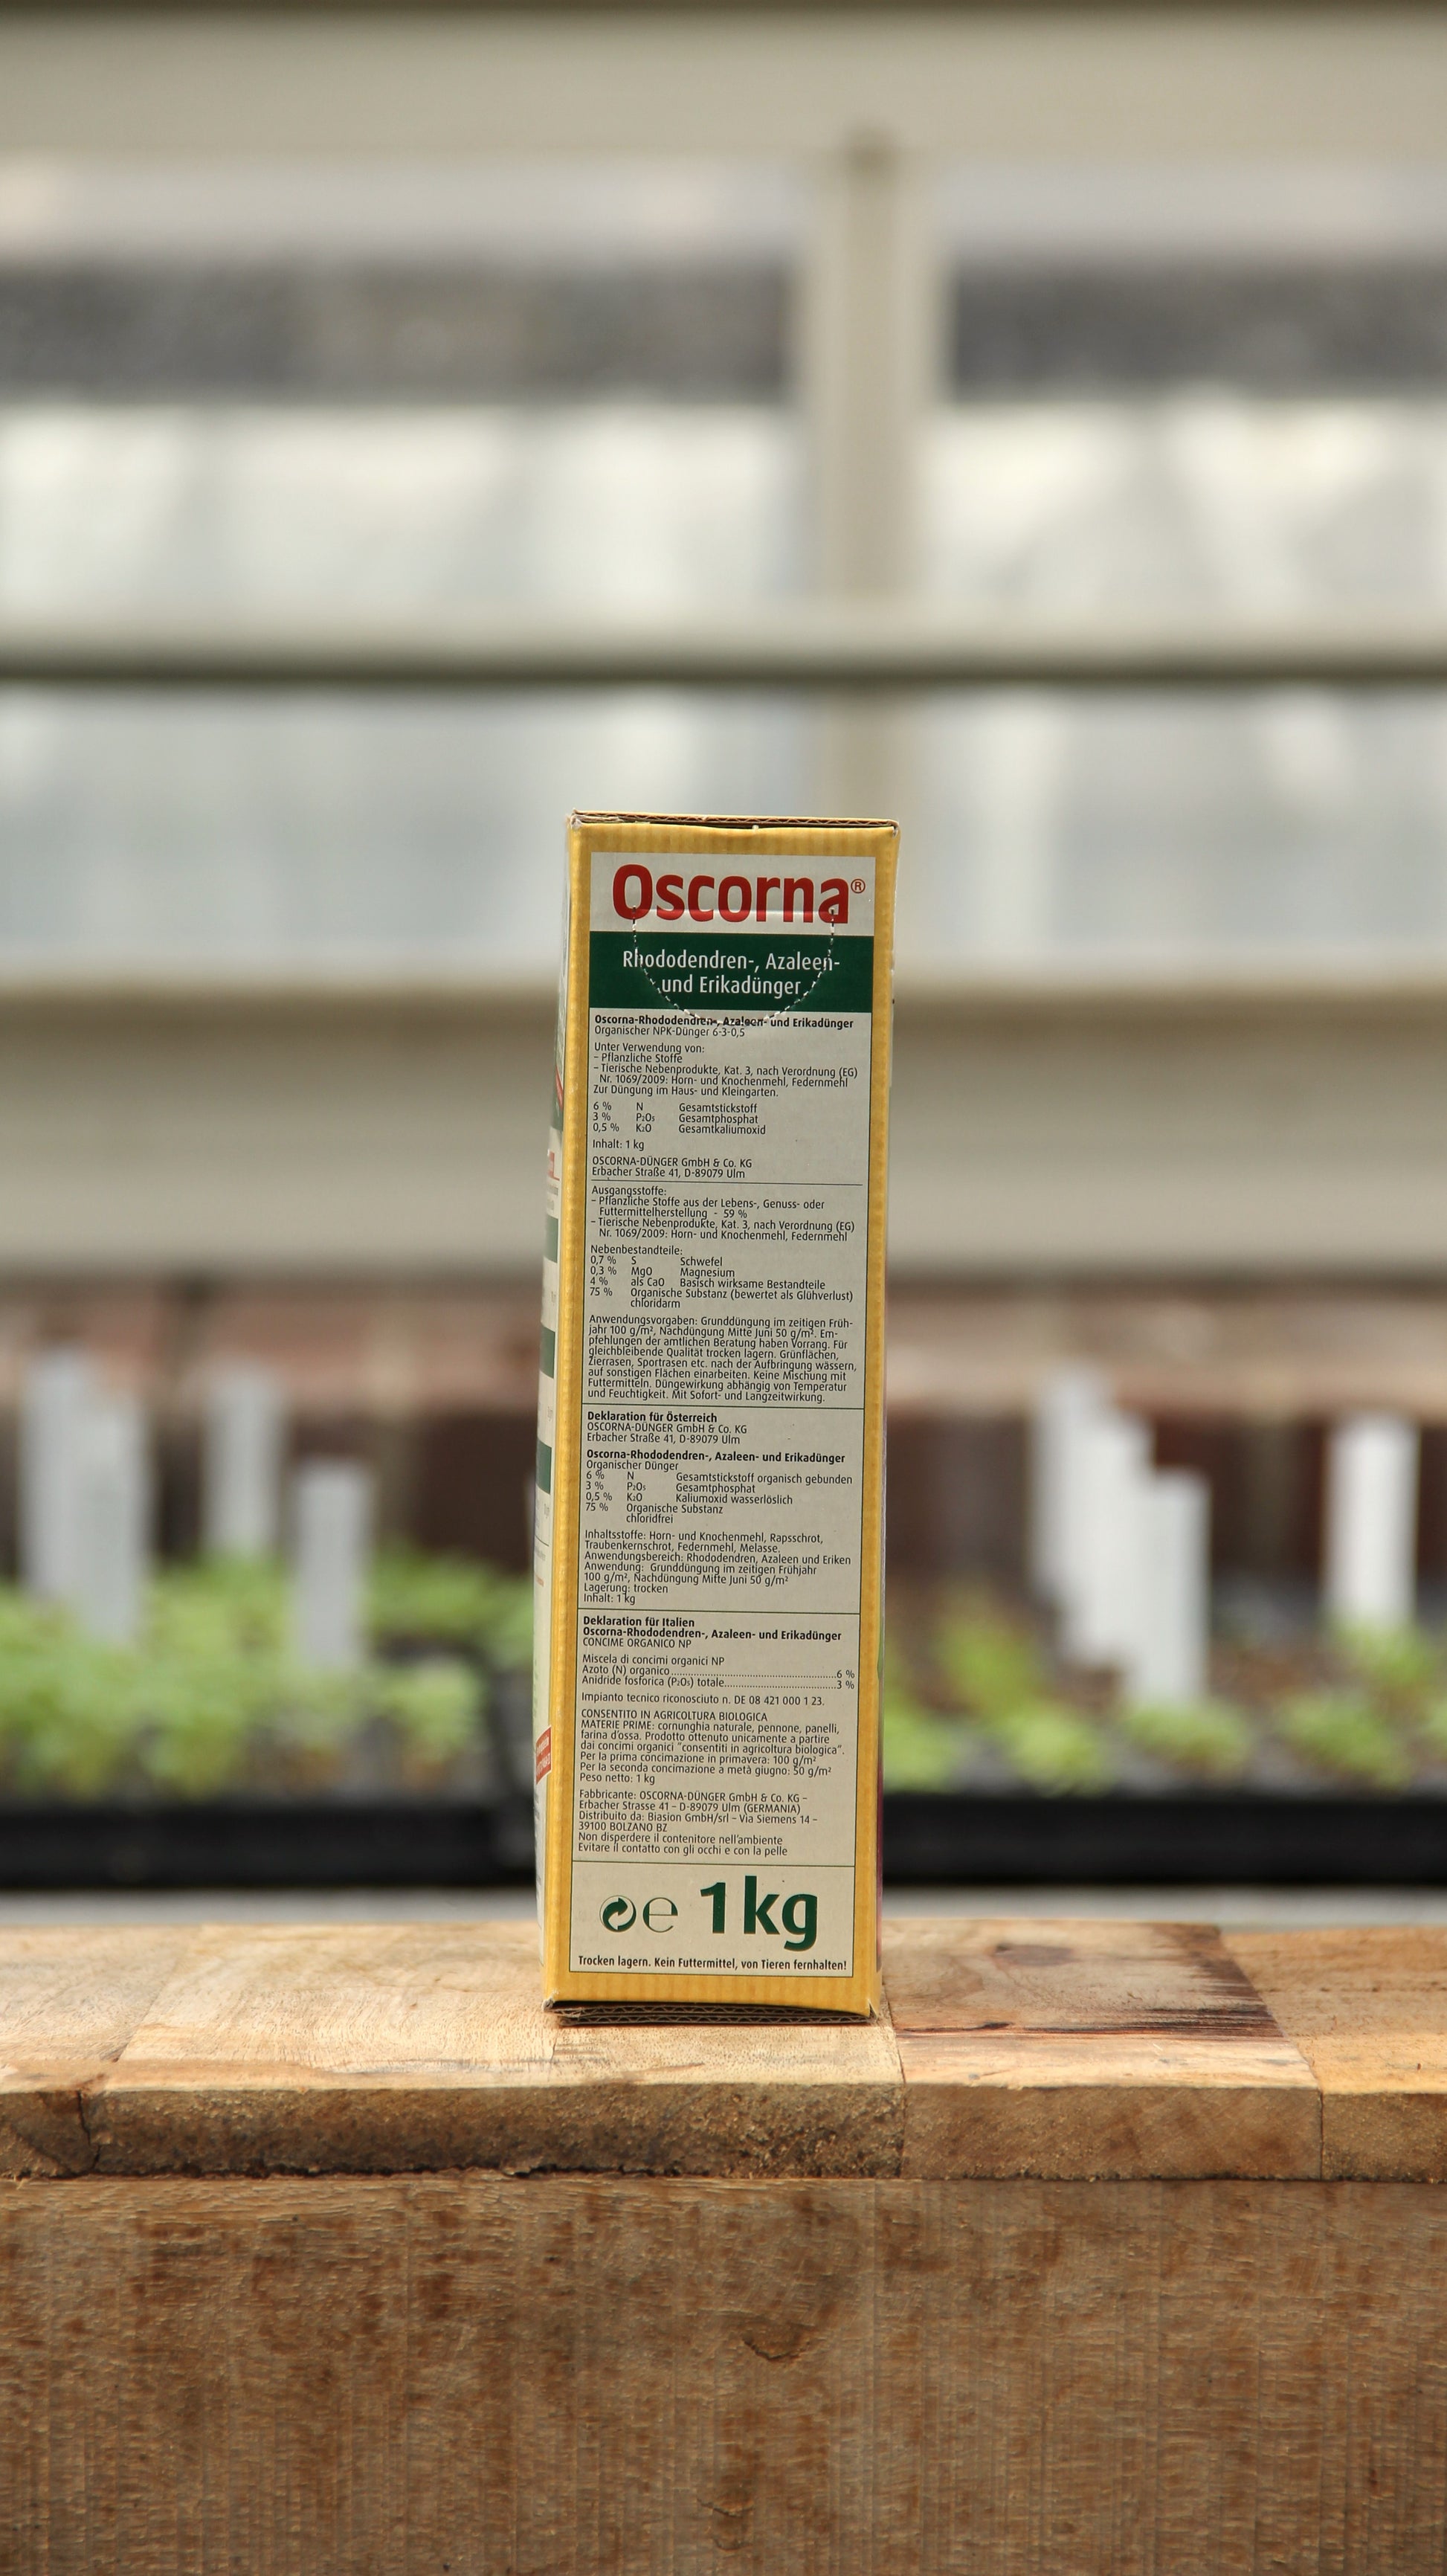 Oscorna®
Rhododendren-, Azaleen-
und Erikadünger
Oscorna-Rhododendren-, Azaleen- und Erikadünger
Organischer NPK-Dünger 6-3-0,5
Unter Verwendung von:
– Pflanzliche Stoffe
– Tierische Nebenprodukte, Kat. 3, nach Verordnung (EG)
Nr. 1069/2009: Horn- und Knochenmehl, Federnmehl
Zur Düngung im Haus- und Kleingarten.
6 % N Gesamtstickstoff
3 % P₂O₅ Gesamtphosphat
0,5 % K₂O Gesamtkaliumoxid
Inhalt: 1 kg
OSCORNA-DÜNGER GmbH & Co. KG
Erbacher Straße 41, D-89079 Ulm
Ausgangsstoffe:
– Pflanzliche Stoffe aus der Lebens-, Genuss- oder
Futtermittelherstellung - 59 %
– Tierische Nebenprodukte, Kat. 3, nach Verordnung (EG)
Nr. 1069/2009: Horn- und Knochenmehl, Federnmehl
Nebenbestandteile:
0,7 % S Schwefel
0,3 % MgO Magnesium
4 % als CaO Basisch wirksame Bestandteile
75 % Organische Substanz (bewertet als Glühverlust)
chloridarm
Anwendungsvorgaben: Grunddüngung im zeitigen Früh-
jahr 100 g/m², Nachdüngung Mitte Juni 50 g/m². Em-
pfehlungen der amtlichen Beratung haben Vorrang. Für
gleichbleibende Qualität trocken lagern. Grünflächen,
Zierrasen, Sportrasen etc. nach der Aufbringung wässern,
auf sonstigen Flächen einarbeiten. Keine Mischung mit
Futtermitteln. Düngewirkung abhängig von Temperatur
und Feuchtigkeit. Mit Sofort- und Langzeitwirkung.
Deklaration für Österreich
OSCORNA-DÜNGER GmbH & Co. KG
Erbacher Straße 41, D-89079 Ulm
Oscorna-Rhododendren-, Azaleen- und Erikadünger
Organischer Dünger
6 % N Gesamtstickstoff organisch gebunden
3 % P₂O₅ Gesamtphosphat
0,5 % K₂O Kaliumoxid wasserlöslich
75 % Organische Substanz
chloridfrei
Inhaltsstoffe: Horn- und Knochenmehl, Rapsschrot,
Traubenkernschrot, Federnmehl, Melasse.
Anwendungsbereich: Rhododendren, Azaleen und Eriken
Anwendung: Grunddüngung im zeitigen Frühjahr
100 g/m², Nachdüngung Mitte Juni 50 g/m²
Lagerung: trocken
Inhalt: 1 kg
Deklaration für Italien
Oscorna-Rhododendren-, Azaleen- und Erikadünger
CONCIME ORGANICO NP
Miscela di concimi organici NP
Azoto (N) organico..........6 %
Anidride fosforica (P₂O₅) totale..........3 %
Impianto tecnico riconosciuto n. DE 08 421 000 1 23.
CONSENTITO IN AGRICOLTURA BIOLOGICA
MATERIE PRIME: cornunghia naturale, pennone, panelli,
farina d'ossa. Prodotto ottenuto unicamente a partire
dai concimi organici "consentiti in agricoltura biologica".
Per la prima concimazione in primavera: 100 g/m²
Per la seconda concimazione a metà giugno: 50 g/m²
Peso netto: 1 kg
Fabbricante: OSCORNA-DÜNGER GmbH & Co. KG –
Erbacher Strasse 41 – D-89079 Ulm (GERMANIA)
Distribuito da: Biasion GmbH/srl – Via Siemens 14 –
39100 BOLZANO BZ
Non disperdere il contenitore nell'ambiente
Evitare il contatto con gli occhi e con la pelle
℮ 1 kg
Trocken lagern. Kein Futtermittel, von Tieren fernhalten!